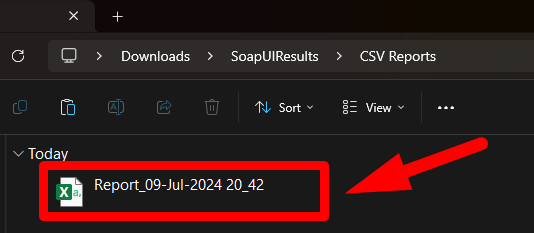 Downloads > SoapUIResults > CSV Reports
Sort View
Today
Report_09-Jul-2024 20_42